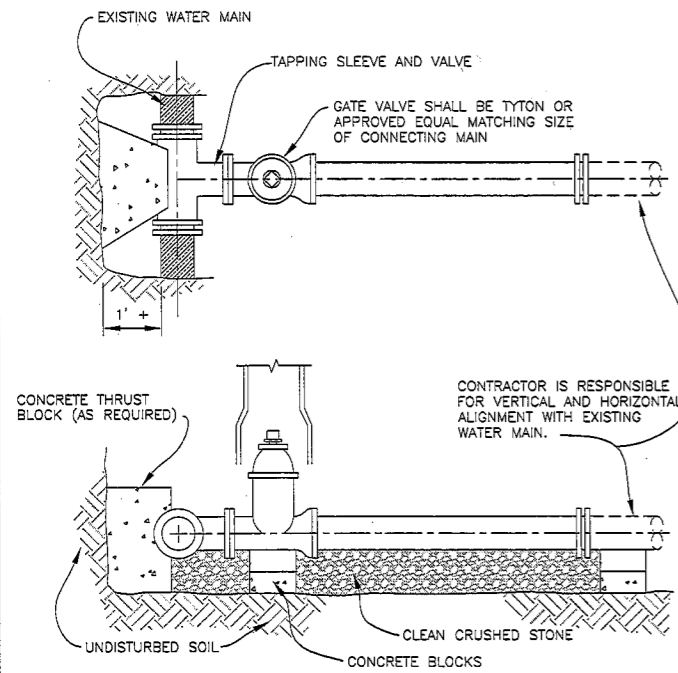 EXISTING WATER MAIN
TAPPING SLEEVE AND VALVE
GATE VALVE SHALL BE TYTON OR
APPROVED EQUAL MATCHING SIZE
OF CONNECTING MAIN
1' +
CONCRETE THRUST
BLOCK (AS REQUIRED)
CONTRACTOR IS RESPONSIBLE
FOR VERTICAL AND HORIZONTAL
ALIGNMENT WITH EXISTING
WATER MAIN.
UNDISTURBED SOIL
CLEAN CRUSHED STONE
CONCRETE BLOCKS